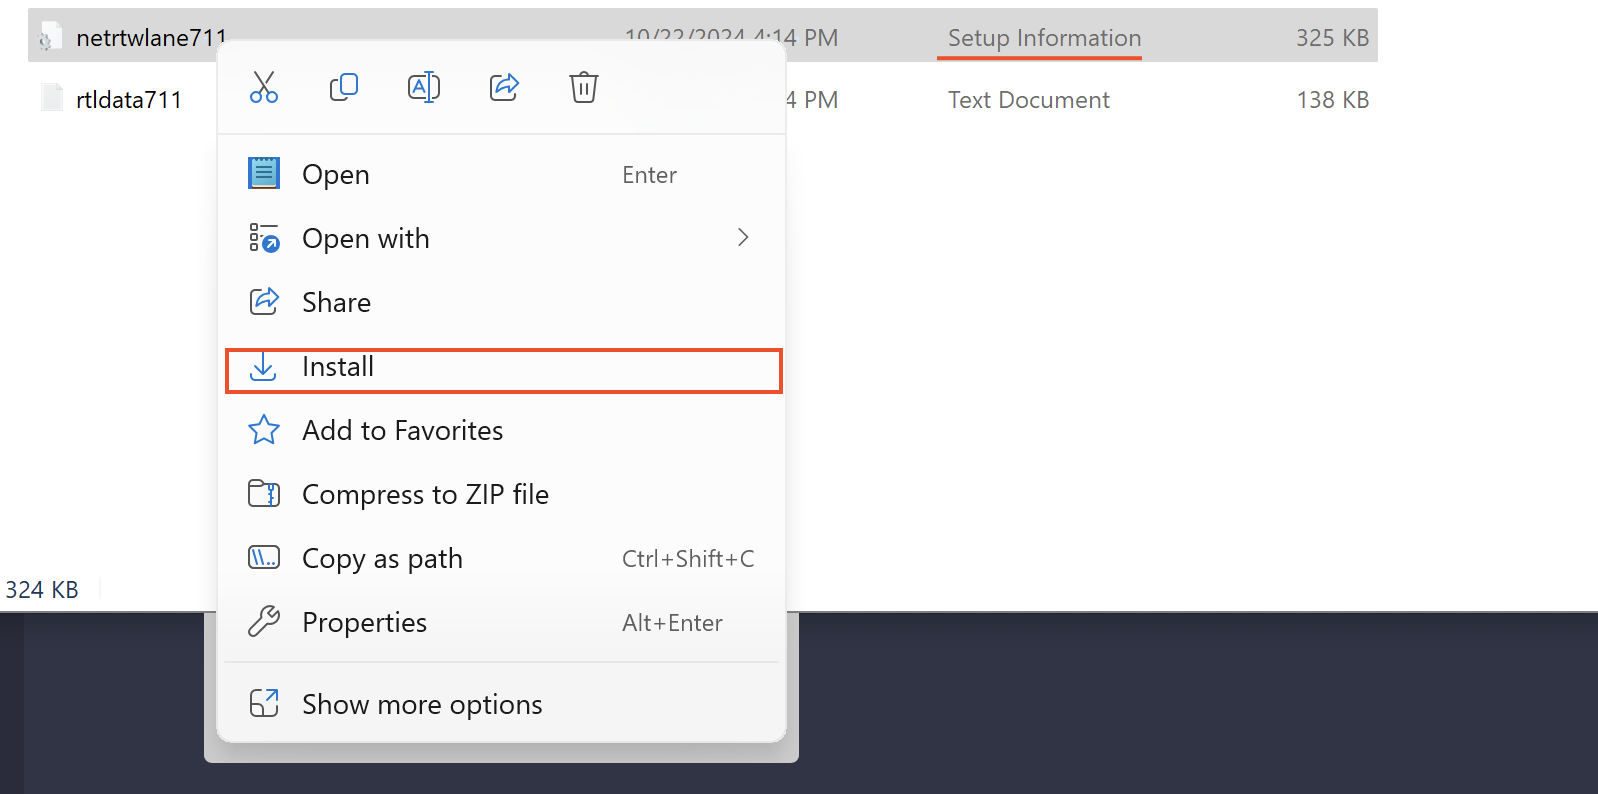 netrtwlane711 10/22/2024 4:14 PM Setup Information 325 KB
rtldata711 4 PM Text Document 138 KB
Open Enter
Open with
Share
Install
Add to Favorites
Compress to ZIP file
Copy as path Ctrl+Shift+C
324 KB
Properties Alt+Enter
Show more options